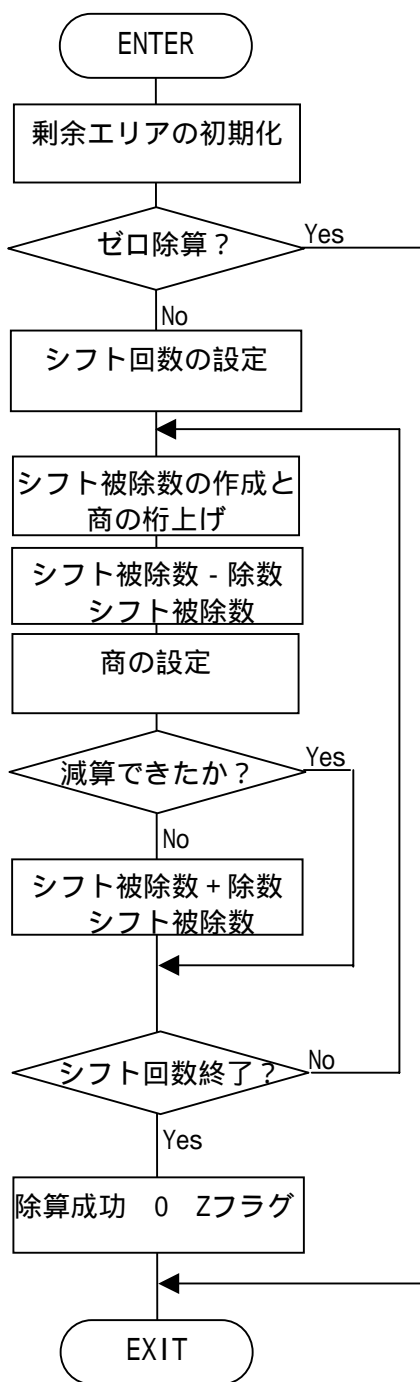 ENTER
剰余エリアの初期化
ゼロ除算？
Yes
No
シフト回数の設定
シフト被除数の作成と
商の桁上げ
シフト被除数 - 除数
シフト被除数
商の設定
減算できたか？
Yes
No
シフト被除数 + 除数
シフト被除数
シフト回数終了？
No
Yes
除算成功　0　Zフラグ
EXIT